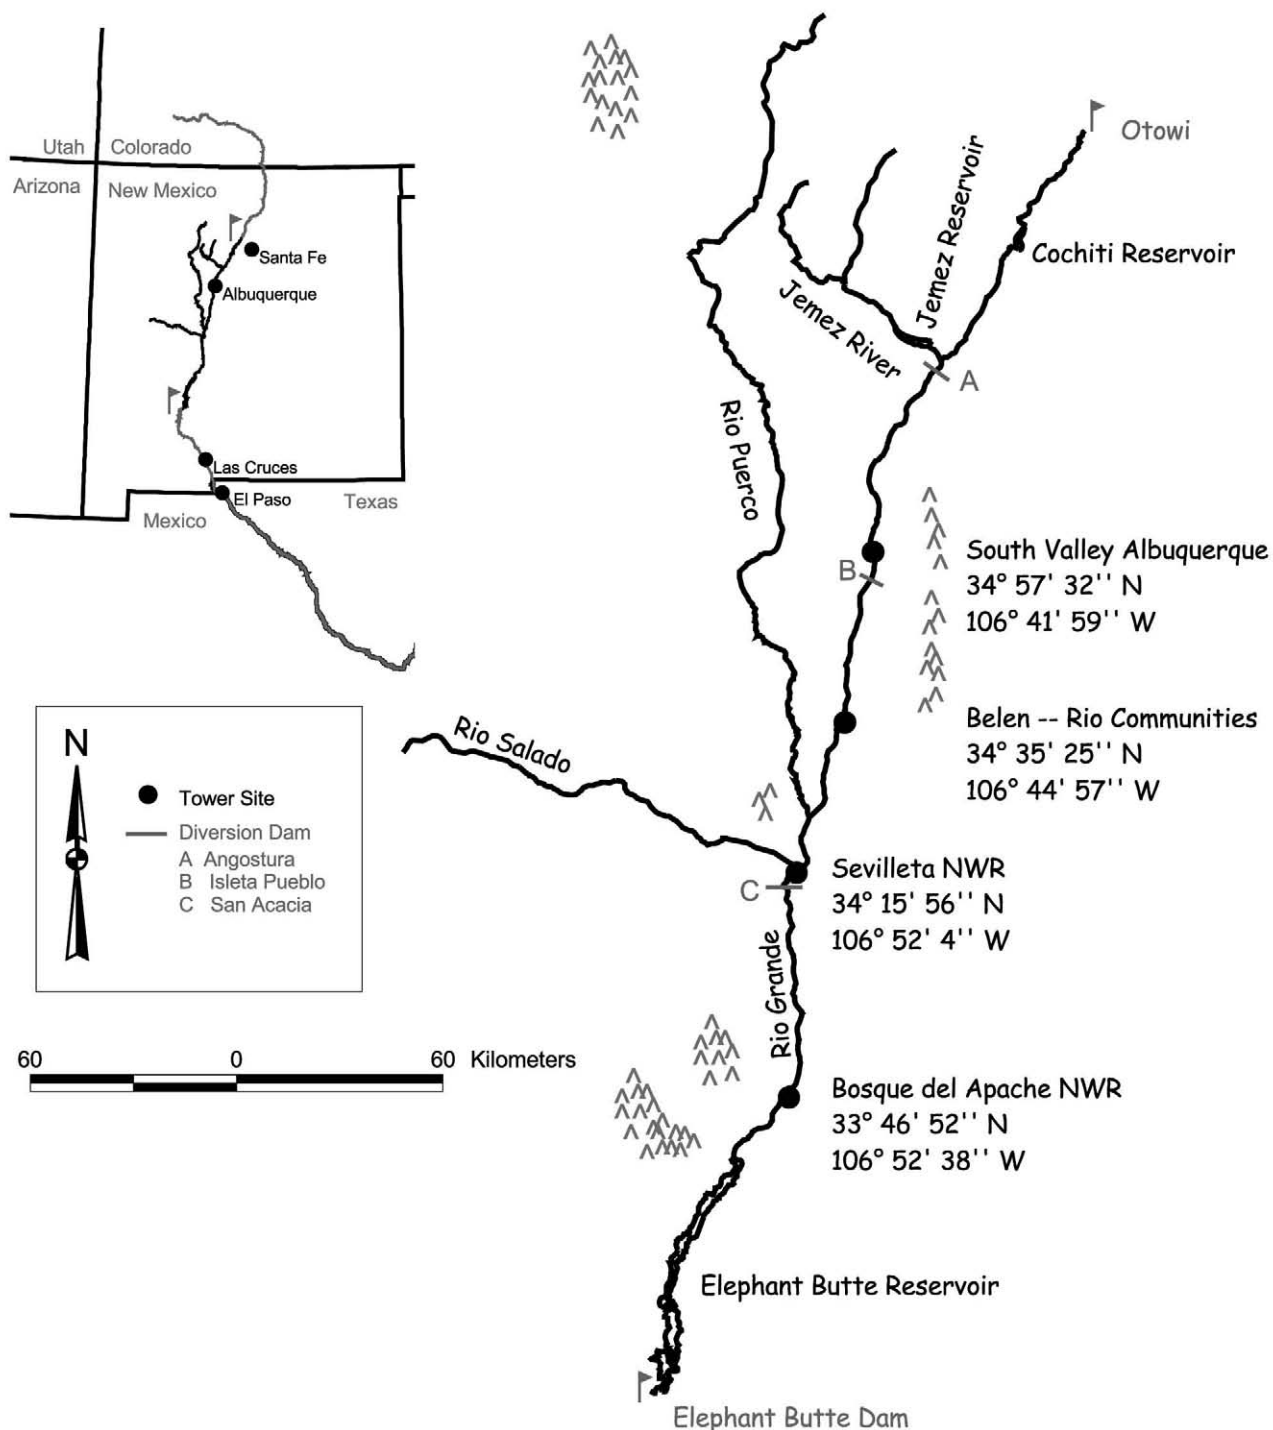 Utah
Colorado
Arizona
New Mexico
Santa Fe
Albuquerque
Las Cruces
El Paso
Mexico
Texas
Otowi
Cochiti Reservoir
Jemez Reservoir
Jemez River
A
Rio Puerco
B
South Valley Albuquerque
34° 57' 32'' N
106° 41' 59'' W
Belen -- Rio Communities
34° 35' 25'' N
106° 44' 57'' W
Rio Salado
N
Tower Site
Diversion Dam
A Angostura
B Isleta Pueblo
C San Acacia
C
Sevilleta NWR
34° 15' 56'' N
106° 52' 4'' W
Rio Grande
60 0 60 Kilometers
Bosque del Apache NWR
33° 46' 52'' N
106° 52' 38'' W
Elephant Butte Reservoir
Elephant Butte Dam